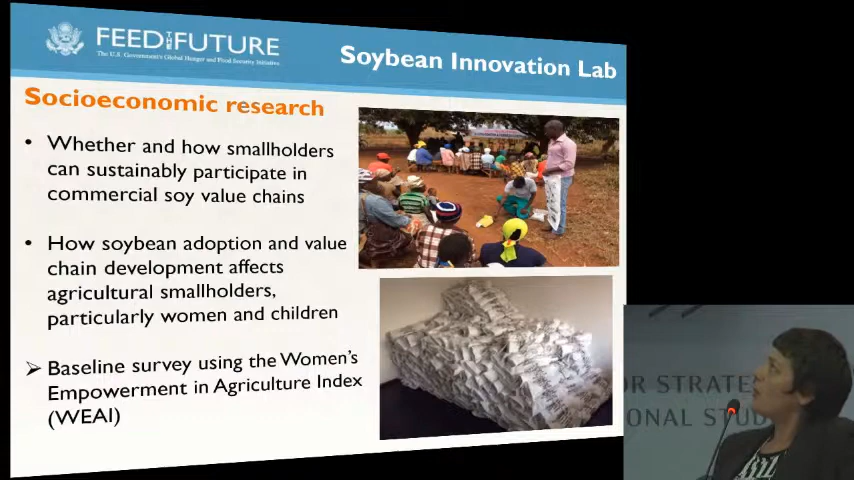 FEED THE FUTURE
The U.S. Government's Global Hunger and Food Security Initiative
Soybean Innovation Lab
Socioeconomic research
• Whether and how smallholders
can sustainably participate in
commercial soy value chains
• How soybean adoption and value
chain development affects
agricultural smallholders,
particularly women and children
➢ Baseline survey using the Women's
Empowerment in Agriculture Index
(WEAI)
OR STRATE
IONAL STUD